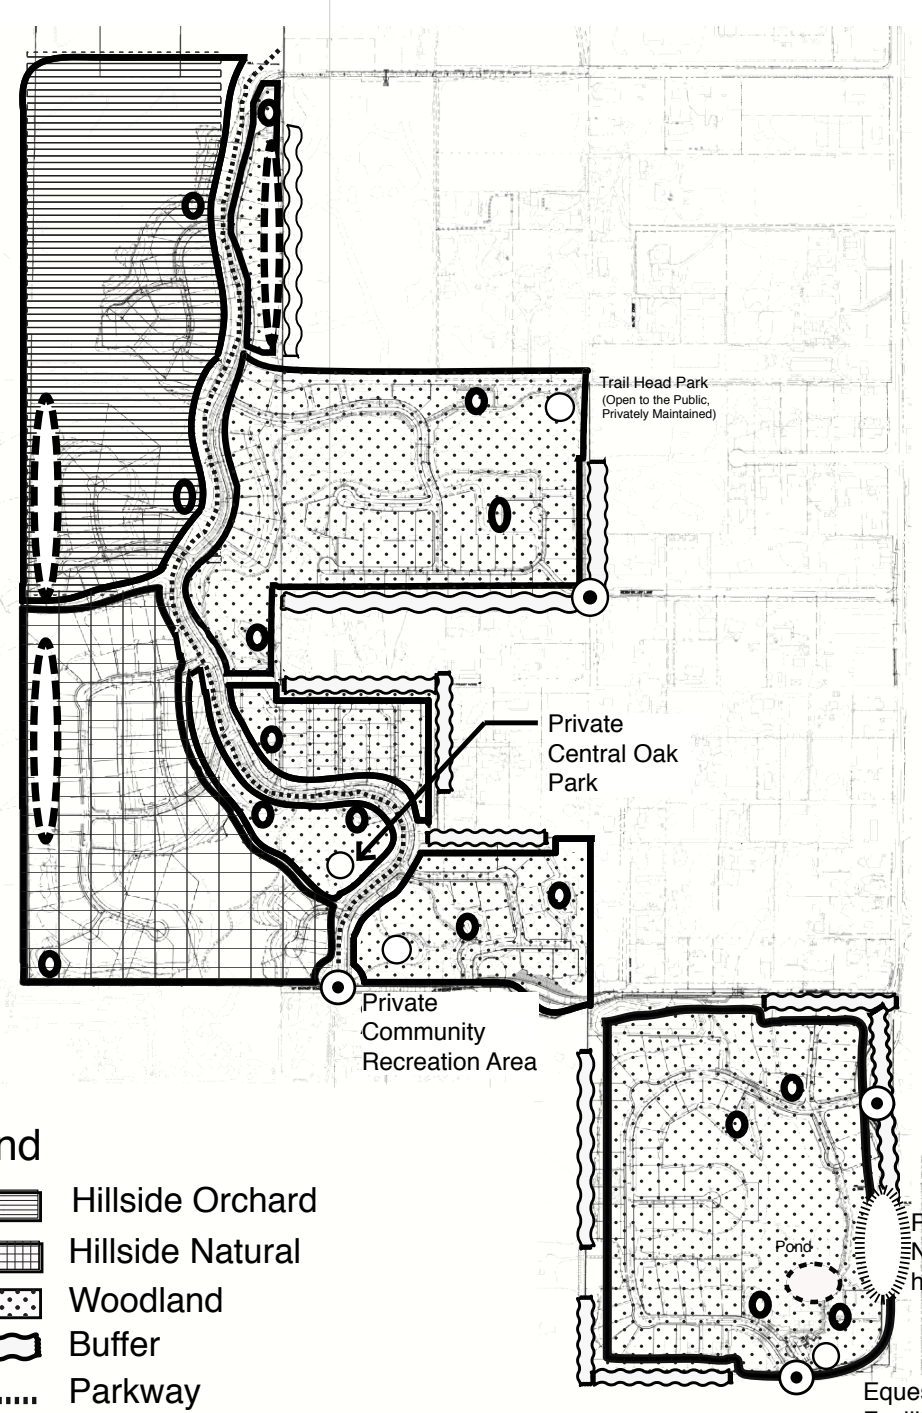 Trail Head Park
(Open to the Public,
Privately Maintained)
Private
Central Oak
Park
Private
Community
Recreation Area
Pond
P
N
h
Eques
nd
Hillside Orchard
Hillside Natural
Woodland
Buffer
Parkway